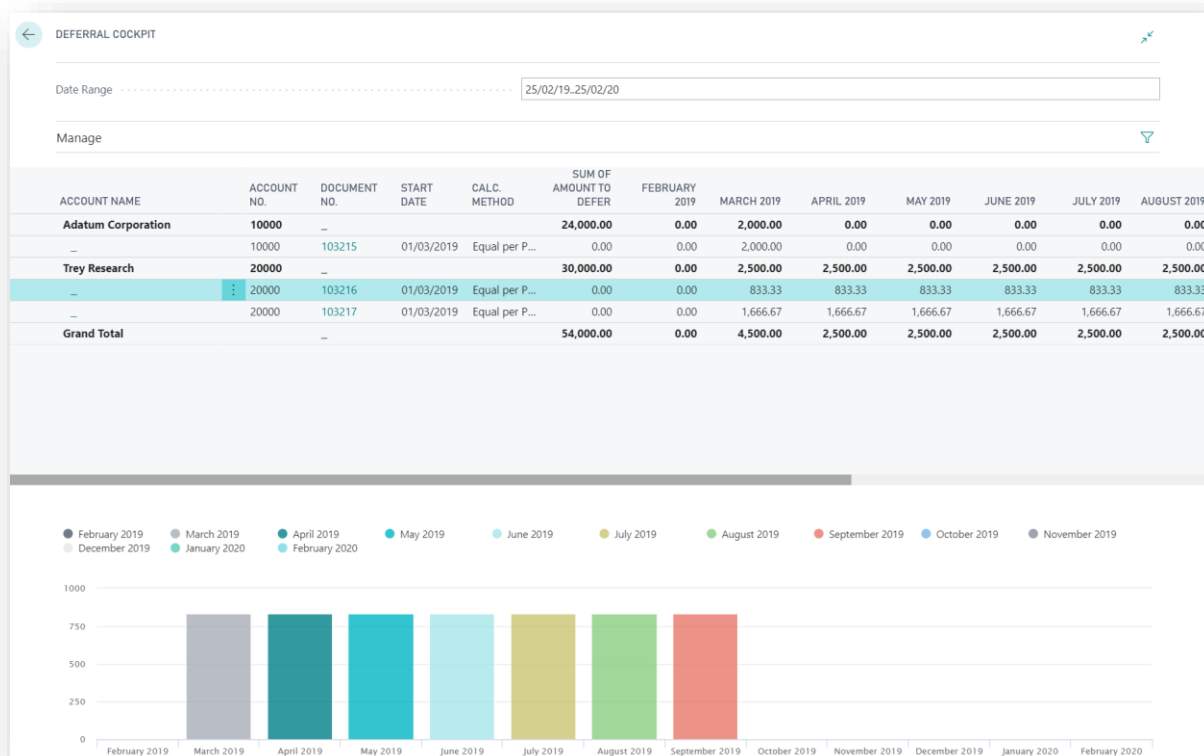 DEFERRAL COCKPIT
Date Range 25/02/19..25/02/20
Manage
ACCOUNT NAME ACCOUNT NO. DOCUMENT NO. START DATE CALC. METHOD SUM OF AMOUNT TO DEFER FEBRUARY 2019 MARCH 2019 APRIL 2019 MAY 2019 JUNE 2019 JULY 2019 AUGUST 2019
Adatum Corporation 10000 _ 24,000.00 0.00 2,000.00 0.00 0.00 0.00 0.00 0.00
_ 10000 103215 01/03/2019 Equal per P... 0.00 0.00 2,000.00 0.00 0.00 0.00 0.00 0.00
Trey Research 20000 _ 30,000.00 0.00 2,500.00 2,500.00 2,500.00 2,500.00 2,500.00 2,500.00
_ 20000 103216 01/03/2019 Equal per P... 0.00 0.00 833.33 833.33 833.33 833.33 833.33 833.33
_ 20000 103217 01/03/2019 Equal per P... 0.00 0.00 1,666.67 1,666.67 1,666.67 1,666.67 1,666.67 1,666.67
Grand Total _ 54,000.00 0.00 4,500.00 2,500.00 2,500.00 2,500.00 2,500.00 2,500.00
February 2019 March 2019 April 2019 May 2019 June 2019 July 2019 August 2019 September 2019 October 2019 November 2019
December 2019 January 2020 February 2020
1000
750
500
250
0
February 2019 March 2019 April 2019 May 2019 June 2019 July 2019 August 2019 September 2019 October 2019 November 2019 December 2019 January 2020 February 2020